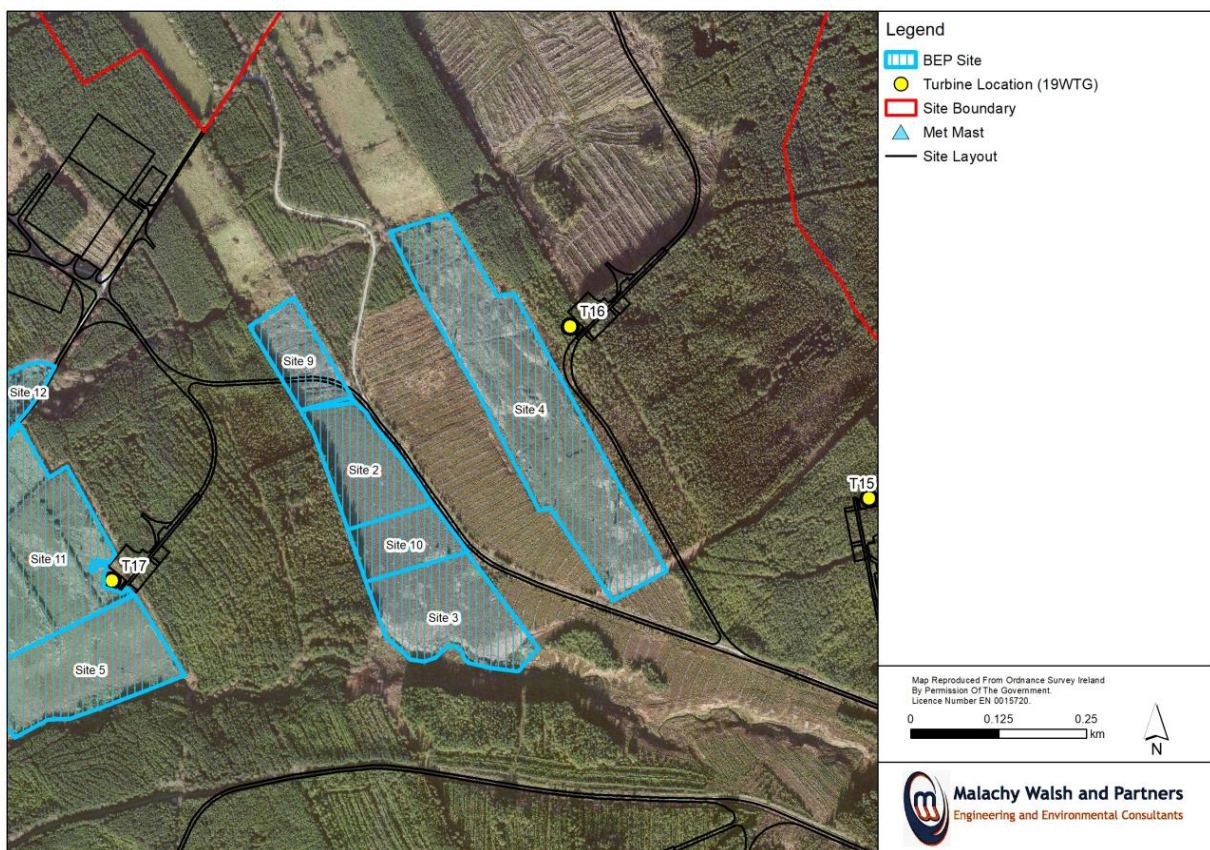 Legend
BEP Site
Turbine Location (19WTG)
Site Boundary
Met Mast
Site Layout
T16
Site 9
Site 12
Site 4
Site 2
T15
Site 10
Site 11
T17
Site 3
Site 5
Map Reproduced From Ordnance Survey Ireland
By Permission Of The Government.
Licence Number EN 0015720.
0 0.125 0.25
km
N
Malachy Walsh and Partners
Engineering and Environmental Consultants